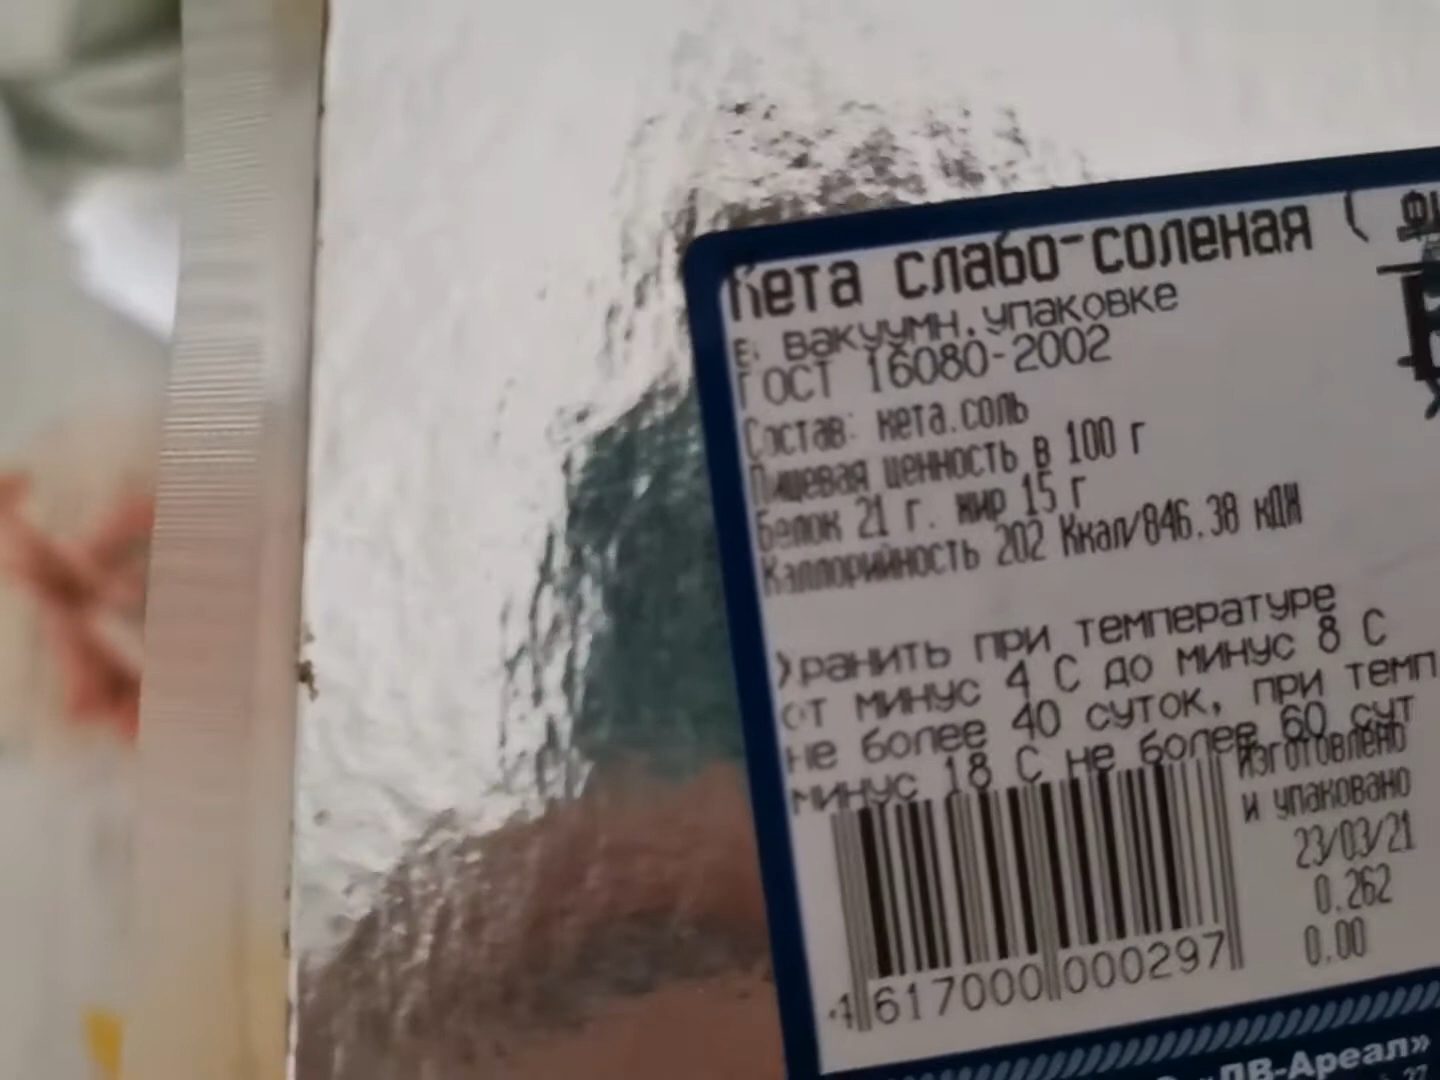 Кета слабо-соленая (
в вакуумн.упаковке
ГОСТ 16080-2002
Состав: кета.соль
Пищевая ценность в 100 г
белок 21 г. жир 15 г
Каллорийность 202 Ккал/846.38 кДж
Хранить при температуре
от минус 4 С до минус 8 С
не более 40 суток, при темп
минус 18 С не более 60 сут
изготовлено
и упаковано
23/03/21
0.262
0.00
4 617000 000297
«ДВ-Ареал»
27